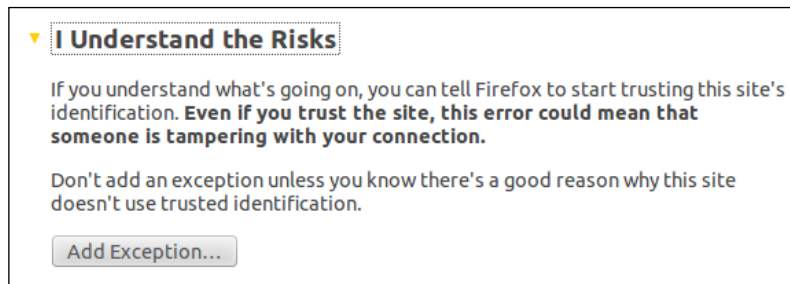 I Understand the Risks
If you understand what's going on, you can tell Firefox to start trusting this site's
identification. Even if you trust the site, this error could mean that
someone is tampering with your connection.
Don't add an exception unless you know there's a good reason why this site
doesn't use trusted identification.
Add Exception...